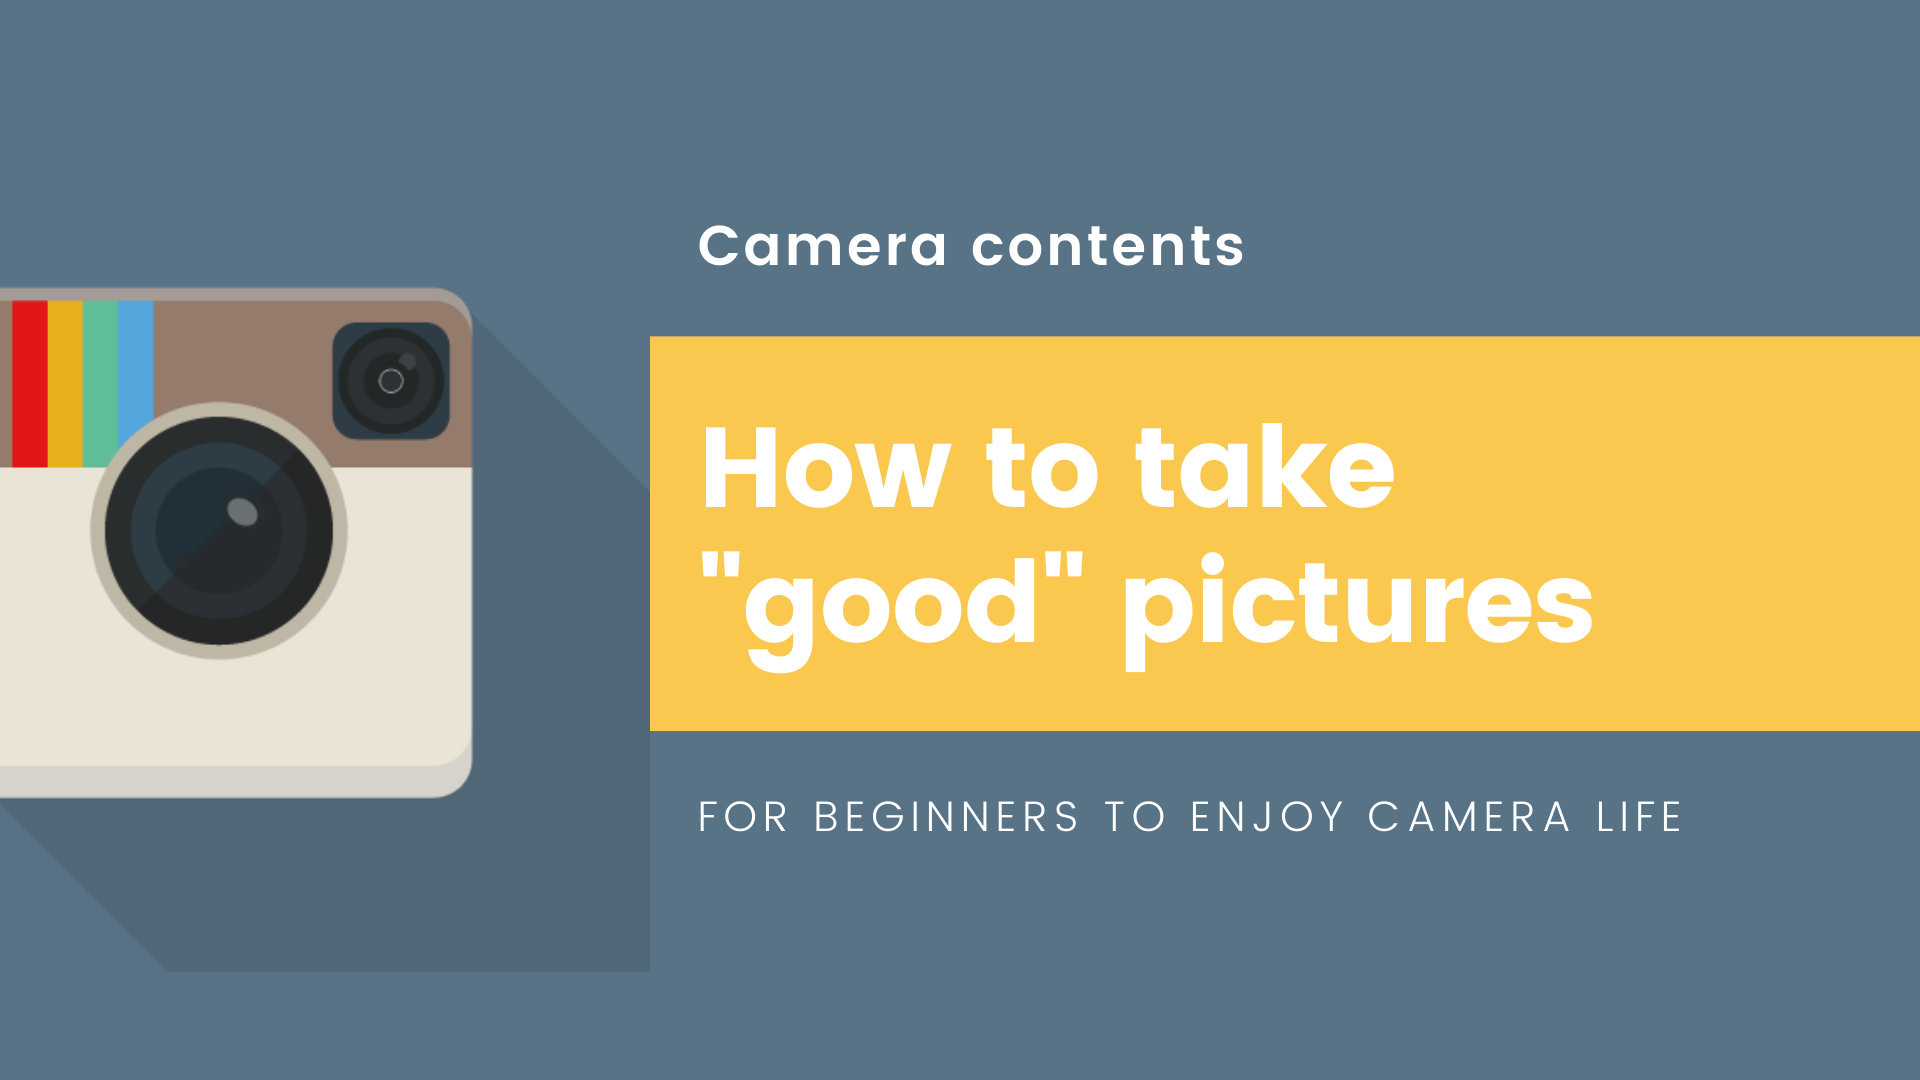 Camera contents
How to take
"good" pictures
FOR BEGINNERS TO ENJOY CAMERA LIFE